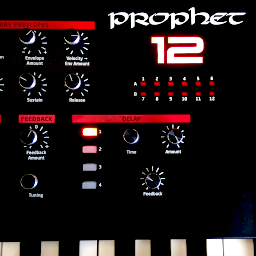 PROPHET
12
ENVELOPES
Envelope Amount
Velocity → Env Amount
1 2 3 4 5 6
A
B
7 8 9 10 11 12
Sustain
Release
FEEDBACK
DELAY
1
2
3
4
Feedback Amount
Time
Amount
Tuning
Feedback